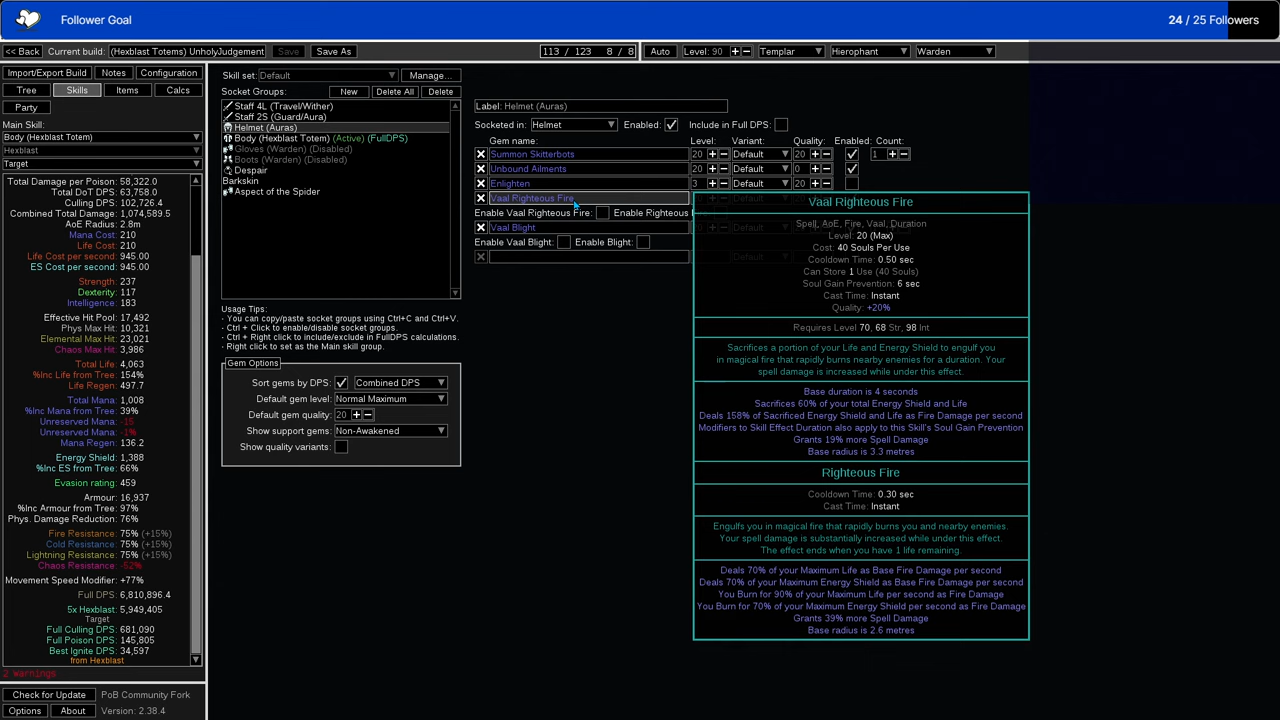 Follower Goal
24 / 25 Followers
<< Back Current build: (Hexblast Totems) UnholyJudgement Save Save As 113 / 123 8 / 8 Auto Level: 90 + − Templar Hierophant Warden
Import/Export Build Notes Configuration
Tree Skills Items Calcs
Party
Main Skill:
Body (Hexblast Totem)
Hexblast
Target
Total Damage per Poison: 58,322.0
Total DoT DPS: 63,758.0
Culling DPS: 102,726.4
Combined Total Damage: 1,074,589.5
AoE Radius: 2.8m
Mana Cost: 210
Life Cost: 210
Life Cost per second: 945.00
ES Cost per second: 945.00
Strength: 237
Dexterity: 117
Intelligence: 183
Effective Hit Pool: 17,492
Phys Max Hit: 10,321
Elemental Max Hit: 23,021
Chaos Max Hit: 3,986
Total Life: 4,063
%Inc Life from Tree: 154%
Life Regen: 497.7
Total Mana: 1,008
%Inc Mana from Tree: 39%
Unreserved Mana: -15
Unreserved Mana: -1%
Mana Regen: 136.2
Energy Shield: 1,388
%Inc ES from Tree: 66%
Evasion rating: 459
Armour: 16,937
%Inc Armour from Tree: 97%
Phys. Damage Reduction: 76%
Fire Resistance: 75% (+15%)
Cold Resistance: 75% (+15%)
Lightning Resistance: 75% (+15%)
Chaos Resistance: -52%
Movement Speed Modifier: +77%
Full DPS: 6,810,896.4
5x Hexblast: 5,949,405
Target
Full Culling DPS: 681,090
Full Poison DPS: 145,805
Best Ignite DPS: 34,597
from Hexblast
2 Warnings
Check for Update PoB Community Fork
Options About Version: 2.38.4
Skill set: Default Manage...
Socket Groups: New Delete All Delete
Staff 4L (Travel/Wither)
Staff 2S (Guard/Aura)
Helmet (Auras)
Body (Hexblast Totem) (Active) (FullDPS)
Gloves (Warden) (Disabled)
Boots (Warden) (Disabled)
Despair
Barkskin
Aspect of the Spider
Usage Tips:
- You can copy/paste socket groups using Ctrl+C and Ctrl+V.
- Ctrl + Click to enable/disable socket groups.
- Ctrl + Right click to include/exclude in FullDPS calculations.
- Right click to set as the Main skill group.
Gem Options
Sort gems by DPS: Combined DPS
Default gem level: Normal Maximum
Default gem quality: 20 + −
Show support gems: Non-Awakened
Show quality variants:
Label: Helmet (Auras)
Socketed in: Helmet Enabled: Include in Full DPS:
Gem name: Level: Variant: Quality: Enabled: Count:
Summon Skitterbots 20 + − Default 20 + − 1 + −
Unbound Ailments 20 + − Default 0 + −
Enlighten 3 + − Default 20 + −
Vaal Righteous Fire
Enable Vaal Righteous Fire: Enable Righteous
Vaal Blight
Enable Vaal Blight: Enable Blight:
Vaal Righteous Fire
Spell, AoE, Fire, Vaal, Duration
Level: 20 (Max)
Cost: 40 Souls Per Use
Cooldown Time: 0.50 sec
Can Store 1 Use (40 Souls)
Soul Gain Prevention: 6 sec
Cast Time: Instant
Quality: +20%
Requires Level 70, 68 Str, 98 Int
Sacrifices a portion of your Life and Energy Shield to engulf you
in magical fire that rapidly burns nearby enemies for a duration. Your
spell damage is increased while under this effect.
Base duration is 4 seconds
Sacrifices 60% of your total Energy Shield and Life
Deals 158% of Sacrificed Energy Shield and Life as Fire Damage per second
Modifiers to Skill Effect Duration also apply to this Skill's Soul Gain Prevention
Grants 19% more Spell Damage
Base radius is 3.3 metres
Righteous Fire
Cooldown Time: 0.30 sec
Cast Time: Instant
Engulfs you in magical fire that rapidly burns you and nearby enemies.
Your spell damage is substantially increased while under this effect.
The effect ends when you have 1 life remaining.
Deals 70% of your Maximum Life as Base Fire Damage per second
Deals 70% of your Maximum Energy Shield as Base Fire Damage per second
You Burn for 90% of your Maximum Life per second as Fire Damage
You Burn for 70% of your Maximum Energy Shield per second as Fire Damage
Grants 39% more Spell Damage
Base radius is 2.6 metres